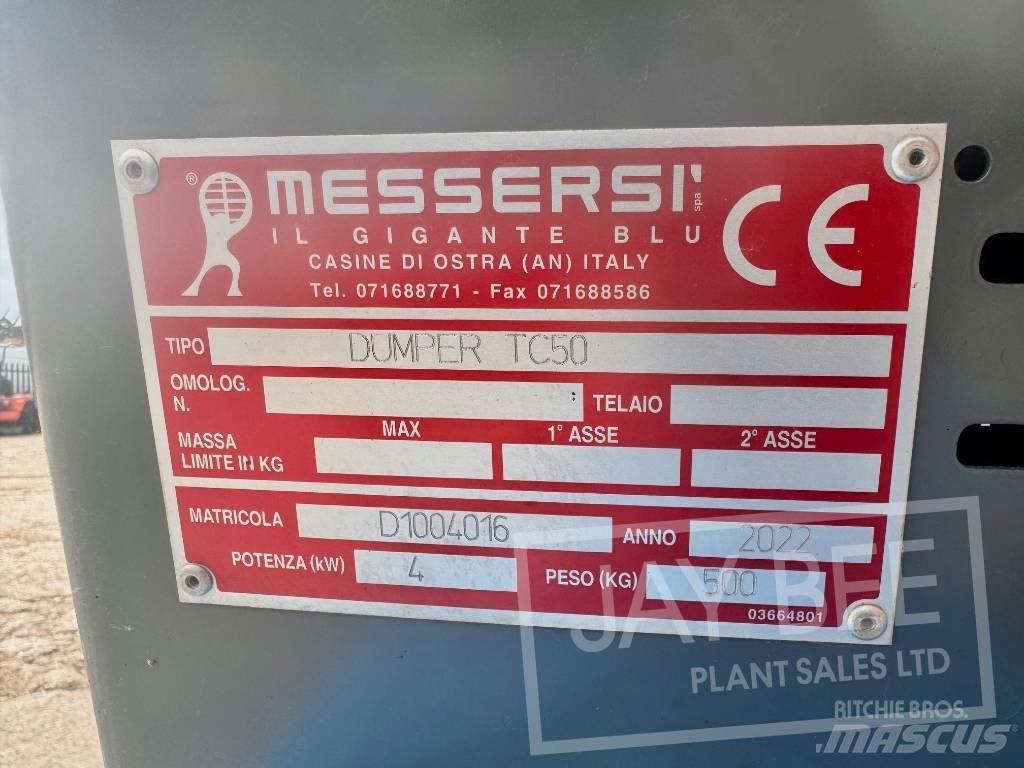 ® MESSERSI' spa
IL GIGANTE BLU
CASINE DI OSTRA (AN) ITALY
Tel. 071688771 - Fax 071688586
CE
TIPO DUMPER TC50
OMOLOG. N. TELAIO
MASSA LIMITE IN KG MAX 1° ASSE 2° ASSE
MATRICOLA D1004016 ANNO 2022
POTENZA (kW) 4 PESO (KG) 500
03664801
JAY BEE
PLANT SALES LTD
RITCHIE BROS.
MASCUS